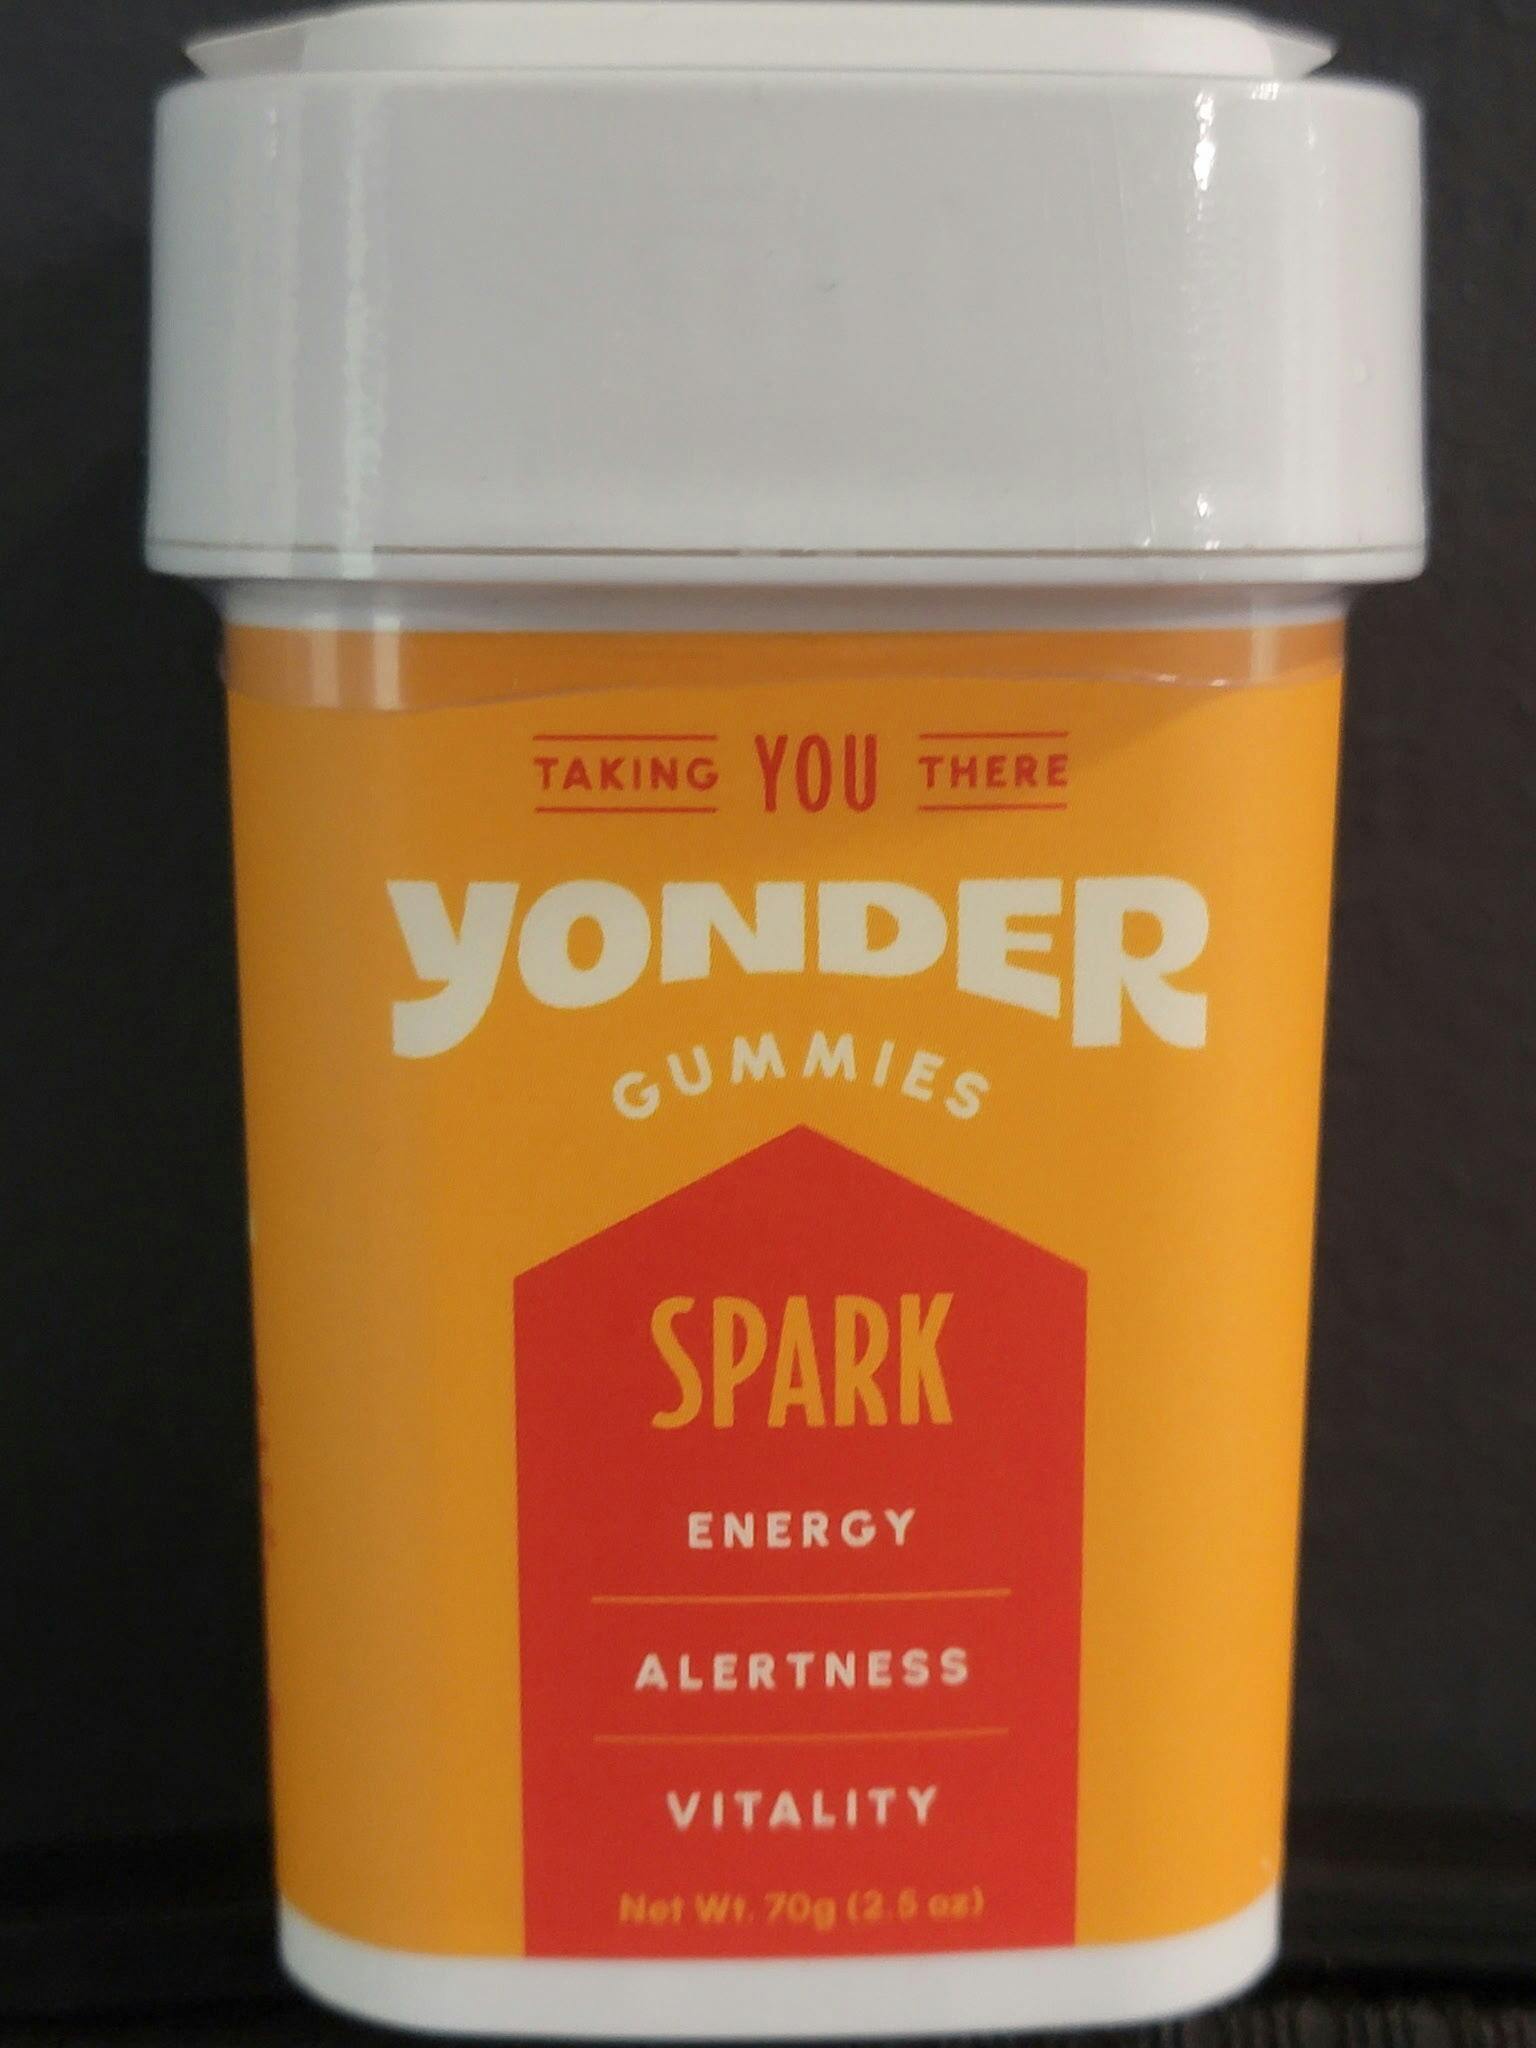 TAKING YOU THERE
YONDER
GUMMIES
SPARK
ENERGY
ALERTNESS
VITALITY
Net Wt. 70g (2.5 oz)